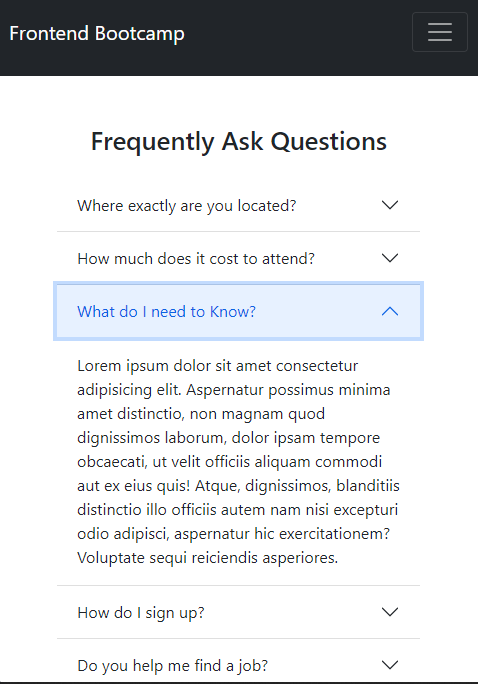 Frontend Bootcamp
Frequently Ask Questions
Where exactly are you located?
How much does it cost to attend?
What do I need to Know?
Lorem ipsum dolor sit amet consectetur
adipisicing elit. Aspernatur possimus minima
amet distinctio, non magnam quod
dignissimos laborum, dolor ipsam tempore
obcaecati, ut velit officiis aliquam commodi
aut ex eius quis! Atque, dignissimos, blanditiis
distinctio illo officiis autem nam nisi excepturi
odio adipisci, aspernatur hic exercitationem?
Voluptate sequi reiciendis asperiores.
How do I sign up?
Do you help me find a job?